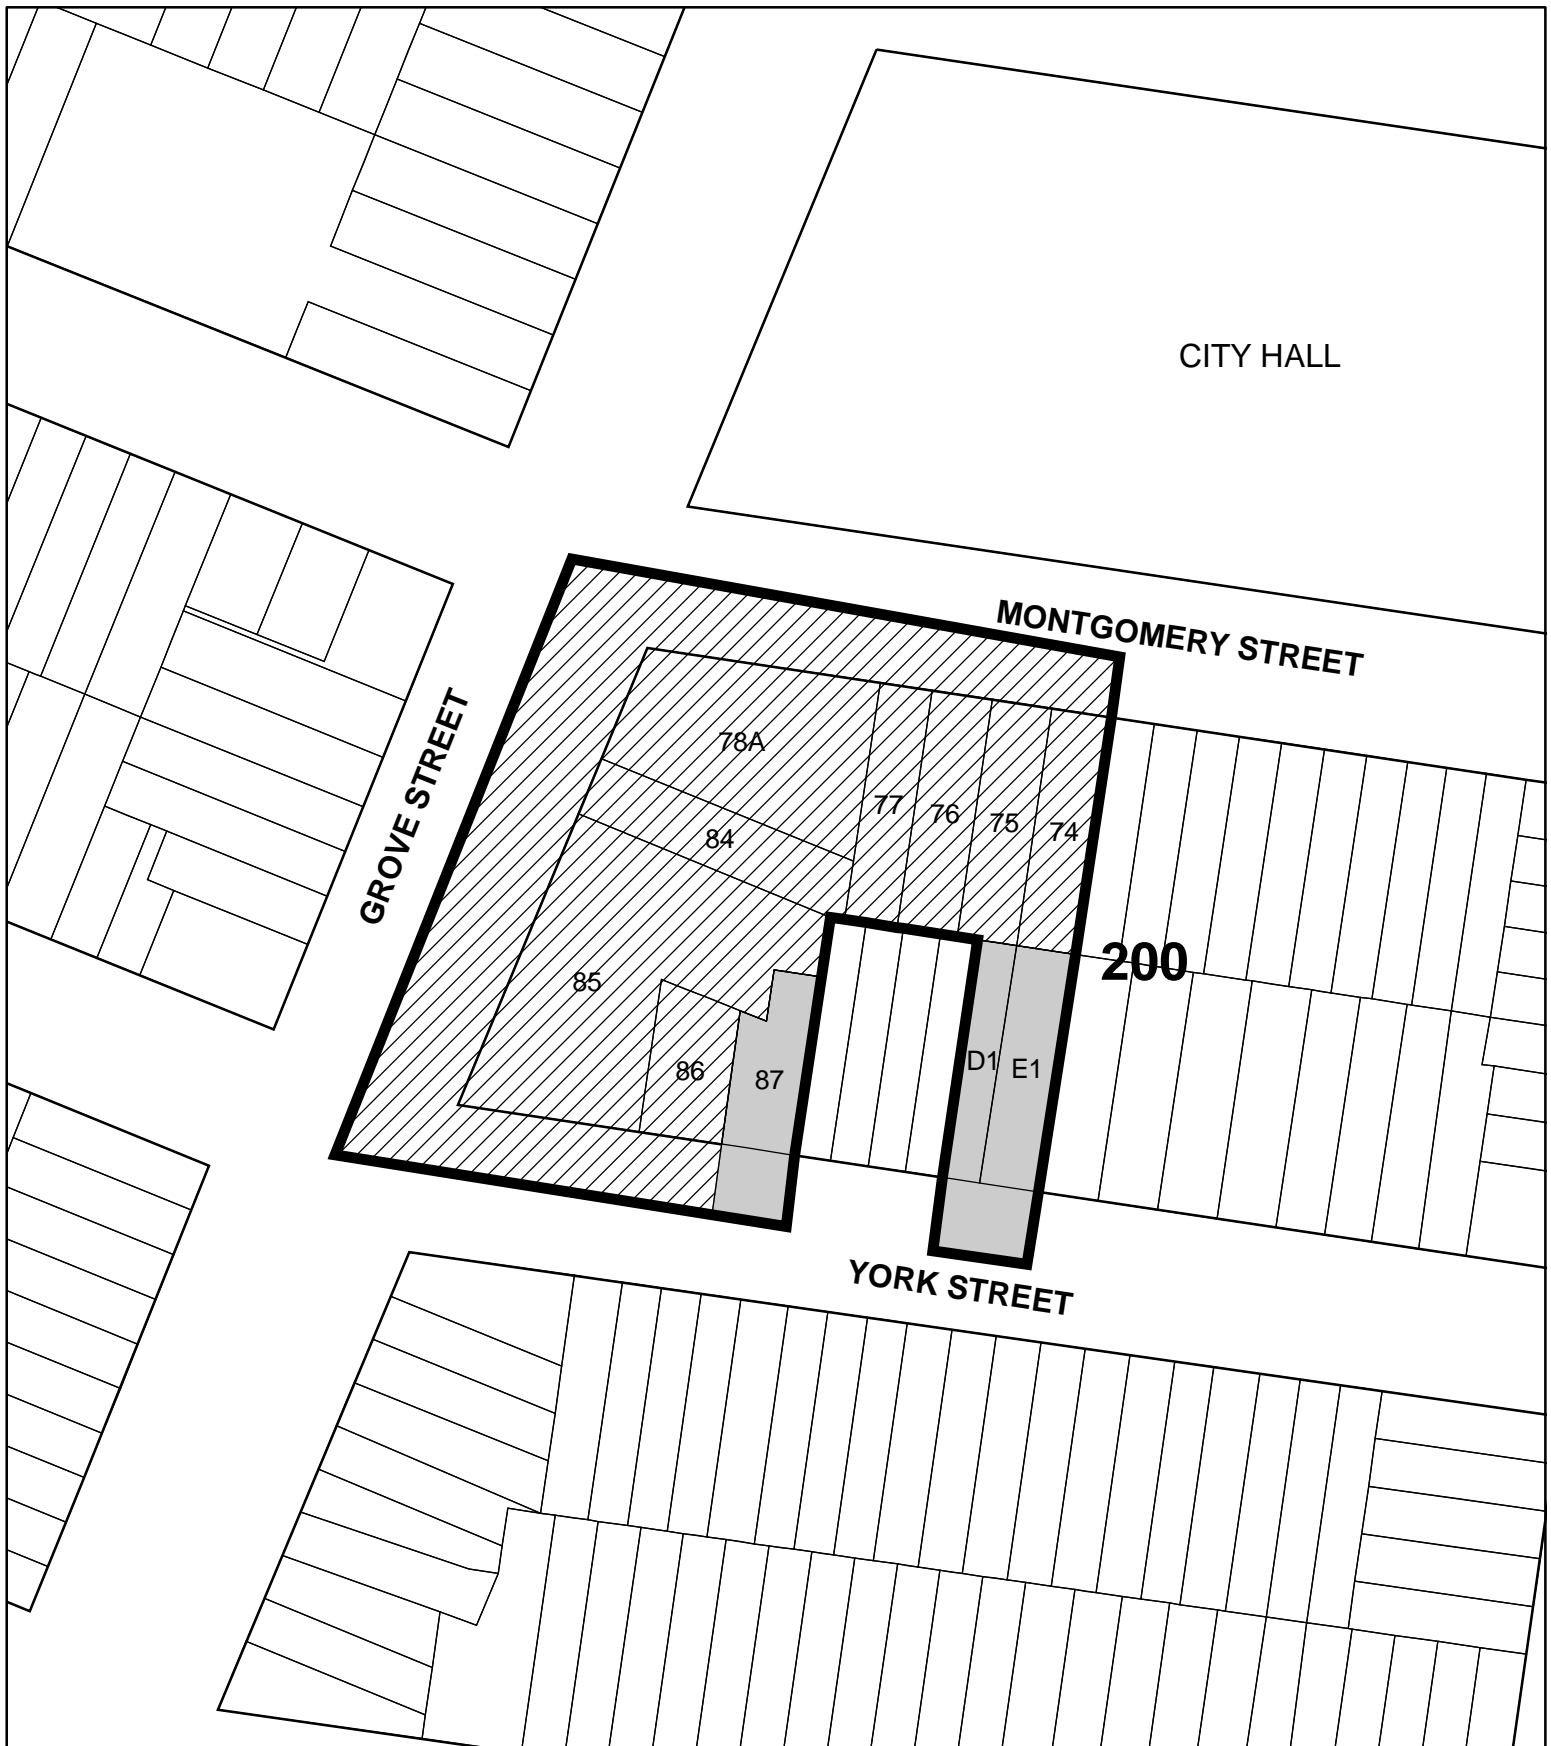 CITY HALL
MONTGOMERY STREET
GROVE STREET
78A
77
76
75
74
84
200
85
86
87
D1
E1
YORK STREET